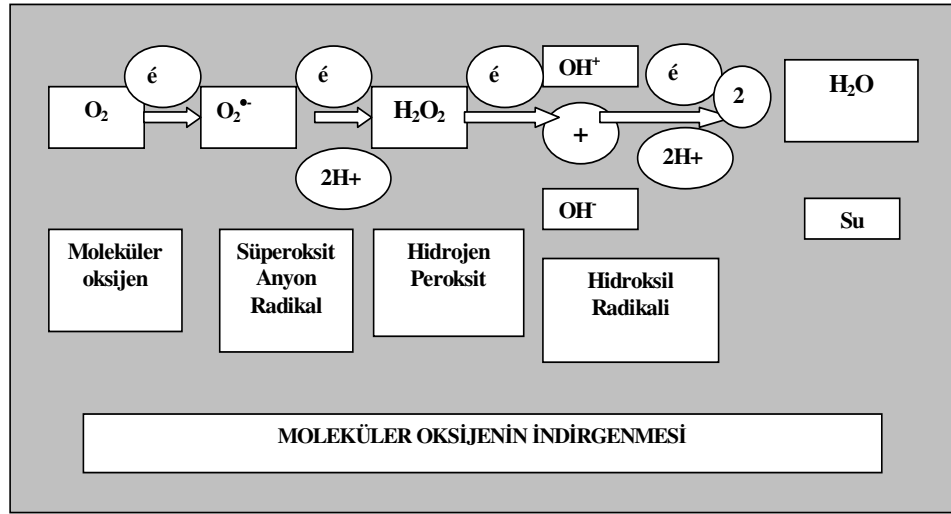 é é é OH⁺ é
O₂ O₂•- H₂O₂ + 2 H₂O
2H+ 2H+
OH⁻
Su
Moleküler
oksijen
Süperoksit
Anyon
Radikal
Hidrojen
Peroksit
Hidroksil
Radikali
MOLEKÜLER OKSİJENİN İNDİRGENMESİ